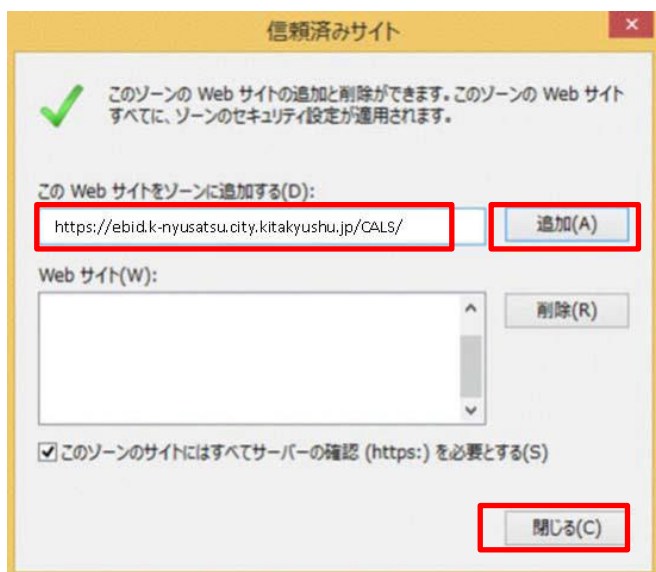 信頼済みサイト
このゾーンの Web サイトの追加と削除ができます。このゾーンの Web サイト
すべてに、ゾーンのセキュリティ設定が適用されます。
この Web サイトをゾーンに追加する(D):
https://ebid.k-nyusatsu.city.kitakyushu.jp/CALS/
追加(A)
Web サイト(W):
削除(R)
このゾーンのサイトにはすべてサーバーの確認 (https:) を必要とする(S)
閉じる(C)